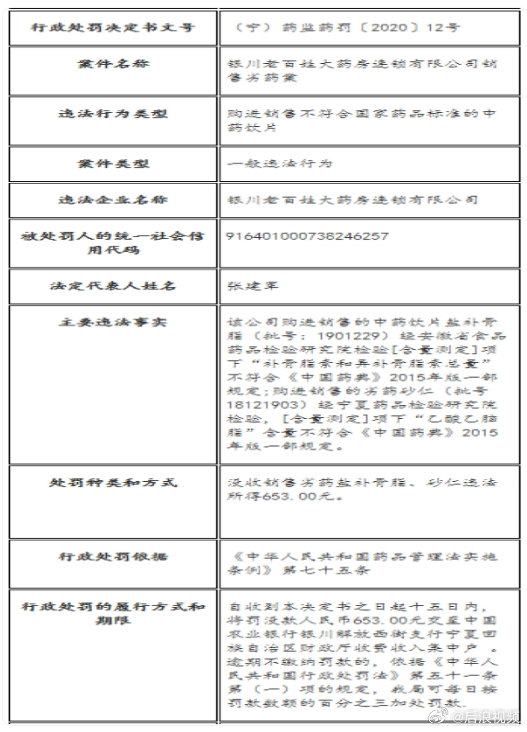 行政处罚决定书文号
（宁）药监药罚〔2020〕12号
案件名称
银川老百姓大药房连锁有限公司销
售劣药案
违法行为类型
购进销售不符合国家药品标准的中
药饮片
案件类型
一般违法行为
违法企业名称
银川老百姓大药房连锁有限公司
被处罚人的统一社会信
用代码
916401000738246257
法定代表人姓名
张建军
主要违法事实
该公司购进销售的中药饮片盐补骨
脂（批号：1901229）经安徽省食品
药品检验研究院检验[含量测定]项
下“补骨脂素和异补骨脂素总量”
不符合《中国药典》2015年版一部
规定;购进销售的劣药砂仁（批号
18121903）经宁夏药品检验研究院
检验，[含量测定]项下“乙酸乙脑
脂”含量不符合《中国药典》2015
年版一部规定。
处罚种类和方式
没收销售劣药盐补骨脂、砂仁违法
所得653.00元。
行政处罚依据
《中华人民共和国药品管理法实施
条例》第七十五条
行政处罚的履行方式和
期限
自收到本决定书之日起十五日内，
将罚没款人民币653.00元交至中国
农业银行银川解放西街支行宁夏回
族自治区财政厅收费收入集中户。
逾期不缴纳罚款的，依据《中华人
民共和国行政处罚法》第五十一条
第（一）项的规定，我局可每日按
罚款数额的百分之三加处罚款。
@后浪视频